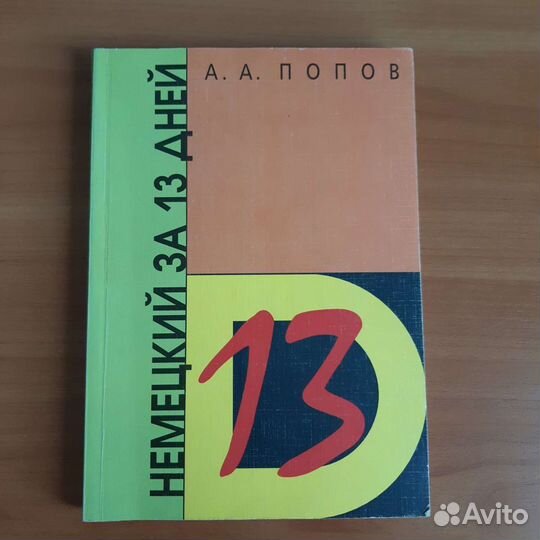 А. А. ПОПОВ
НЕМЕЦКИЙ ЗА 13 ДНЕЙ
13
D
Avito